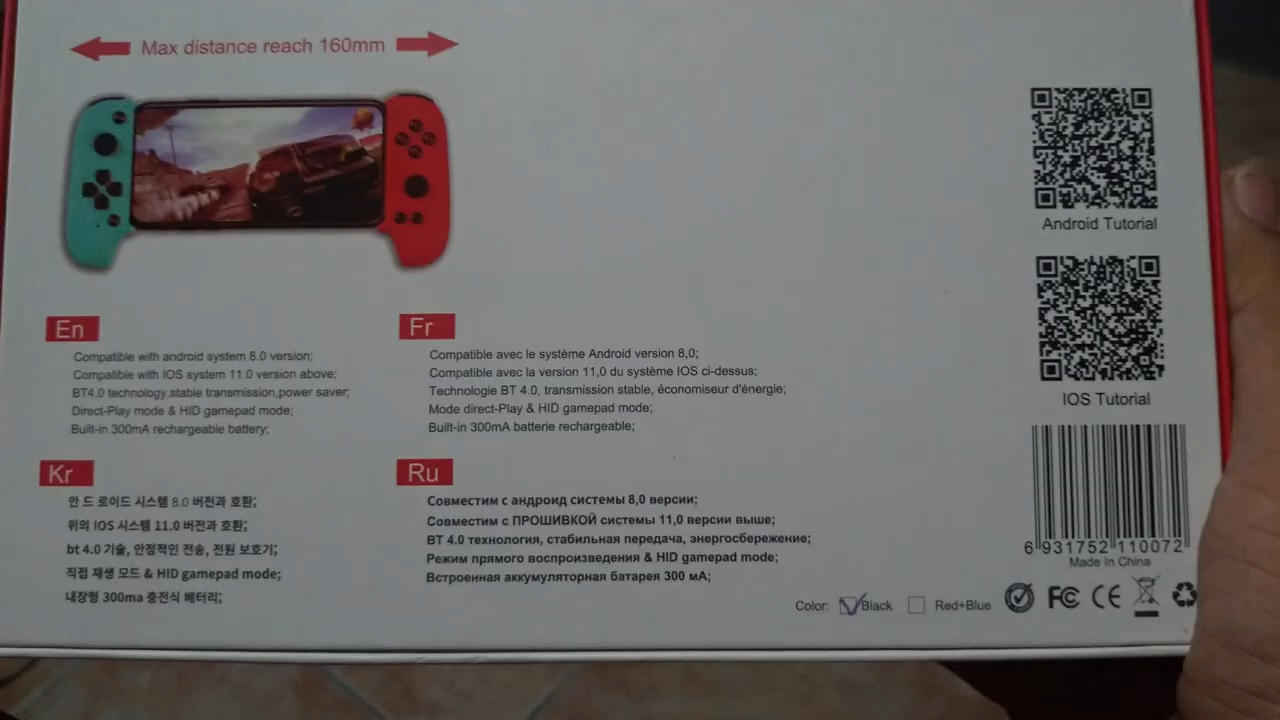 Max distance reach 160mm
Android Tutorial
IOS Tutorial
En
Compatible with android system 8.0 version;
Compatible with IOS system 11.0 version above;
BT4.0 technology,stable transmission,power saver;
Direct-Play mode & HID gamepad mode;
Built-in 300mA rechargeable battery;
Fr
Compatible avec le système Android version 8,0;
Compatible avec la version 11,0 du système IOS ci-dessus;
Technologie BT 4.0, transmission stable, économiseur d'énergie;
Mode direct-Play & HID gamepad mode;
Built-in 300mA batterie rechargeable;
Kr
안 드 로이드 시스템 8.0 버전과 호환;
위의 IOS 시스템 11.0 버전과 호환;
bt 4.0 기술, 안정적인 전송, 전원 보호기;
직접 재생 모드 & HID gamepad mode;
내장형 300ma 충전식 배터리;
Ru
Совместим с андроид системы 8,0 версии;
Совместим с ПРОШИВКОЙ системы 11,0 версии выше;
BT 4.0 технология, стабильная передача, энергосбережение;
Режим прямого воспроизведения & HID gamepad mode;
Встроенная аккумуляторная батарея 300 мА;
6 931752 110072
Made In China
Color: Black Red+Blue
FC CE